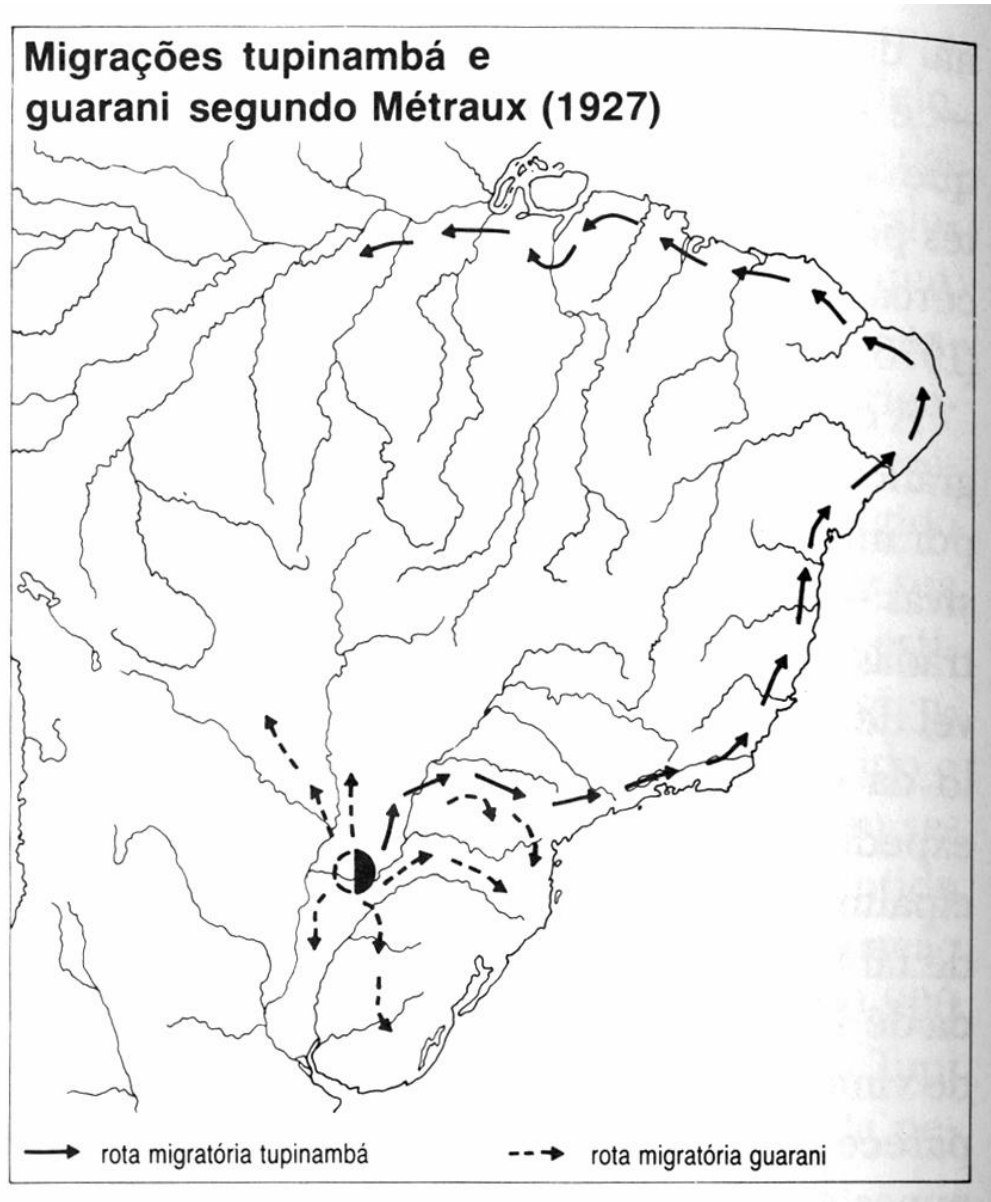 Migrações tupinambá e
guarani segundo Métraux (1927)
rota migratória tupinambá
rota migratória guarani